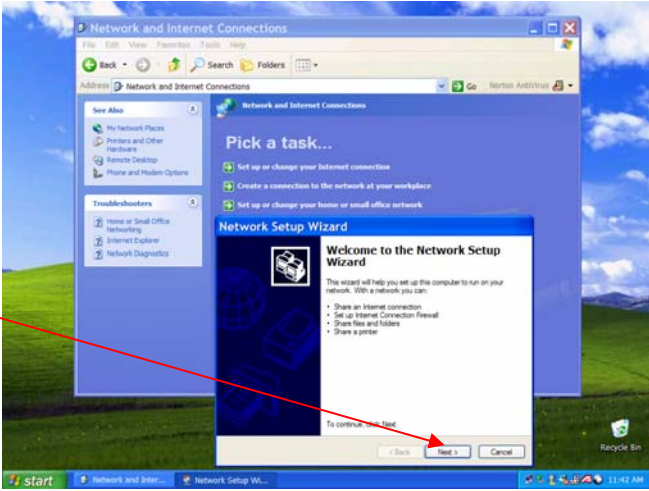 Network and Internet Connections
File Edit View Favorites Tools Help
Back Search Folders
Address Network and Internet Connections Go Norton AntiVirus
See Also
My Network Places
Printers and Other
Hardware
Remote Desktop
Phone and Modem Options
Troubleshooters
Home or Small Office
Networking
Internet Explorer
Network Diagnostics
Network and Internet Connections
Pick a task...
Set up or change your Internet connection
Create a connection to the network at your workplace
Set up or change your home or small office network
Network Setup Wizard
Welcome to the Network Setup
Wizard
This wizard will help you set up this computer to run on your
network. With a network you can:
• Share an Internet connection
• Set up Internet Connection Firewall
• Share files and folders
• Share a printer
To continue, click Next.
< Back Next > Cancel
Recycle Bin
start Network and Inter... Network Setup Wi... 11:42 AM